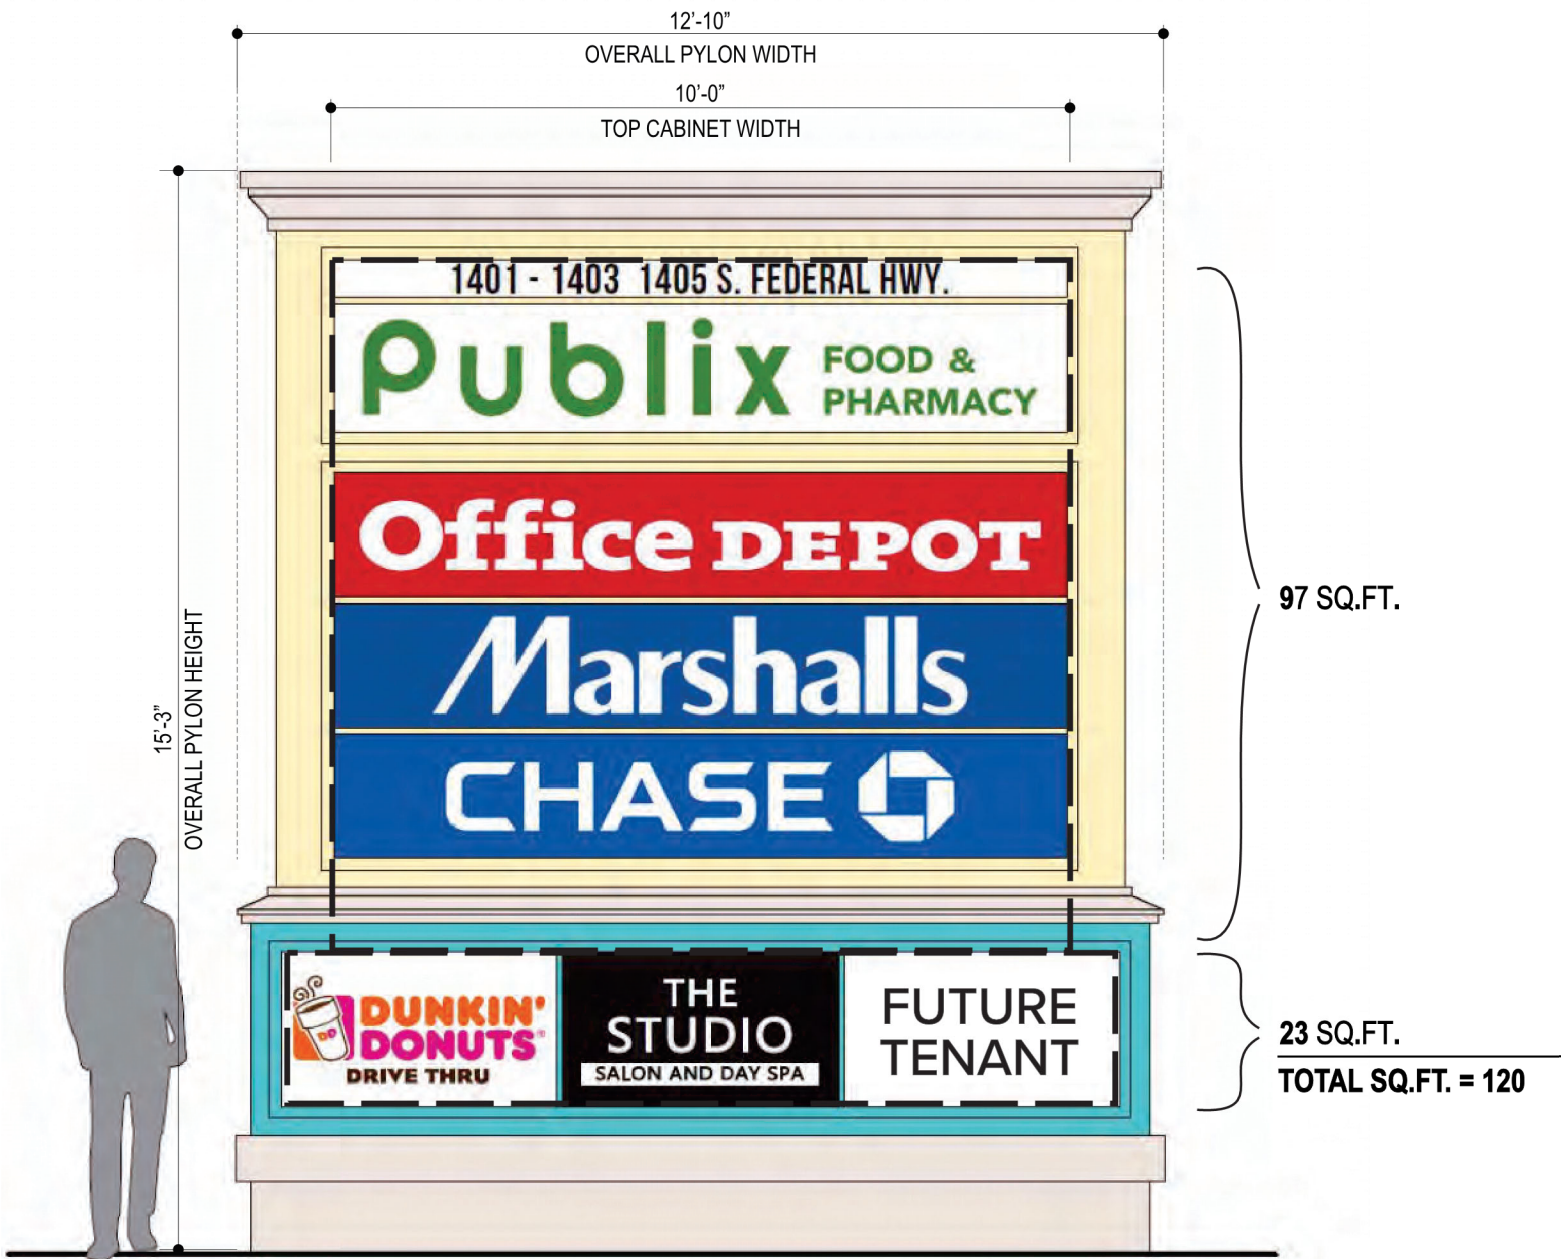 12’-10”
OVERALL PYLON WIDTH
10’-0”
TOP CABINET WIDTH
1401 - 1403 1405 S. FEDERAL HWY.
Publix FOOD &
PHARMACY
Office DEPOT
Marshalls
CHASE
97 SQ.FT.
15’-3”
OVERALL PYLON HEIGHT
DUNKIN’
DONUTS
DRIVE THRU
DD
THE
STUDIO
SALON AND DAY SPA
FUTURE
TENANT
23 SQ.FT.
TOTAL SQ.FT. = 120